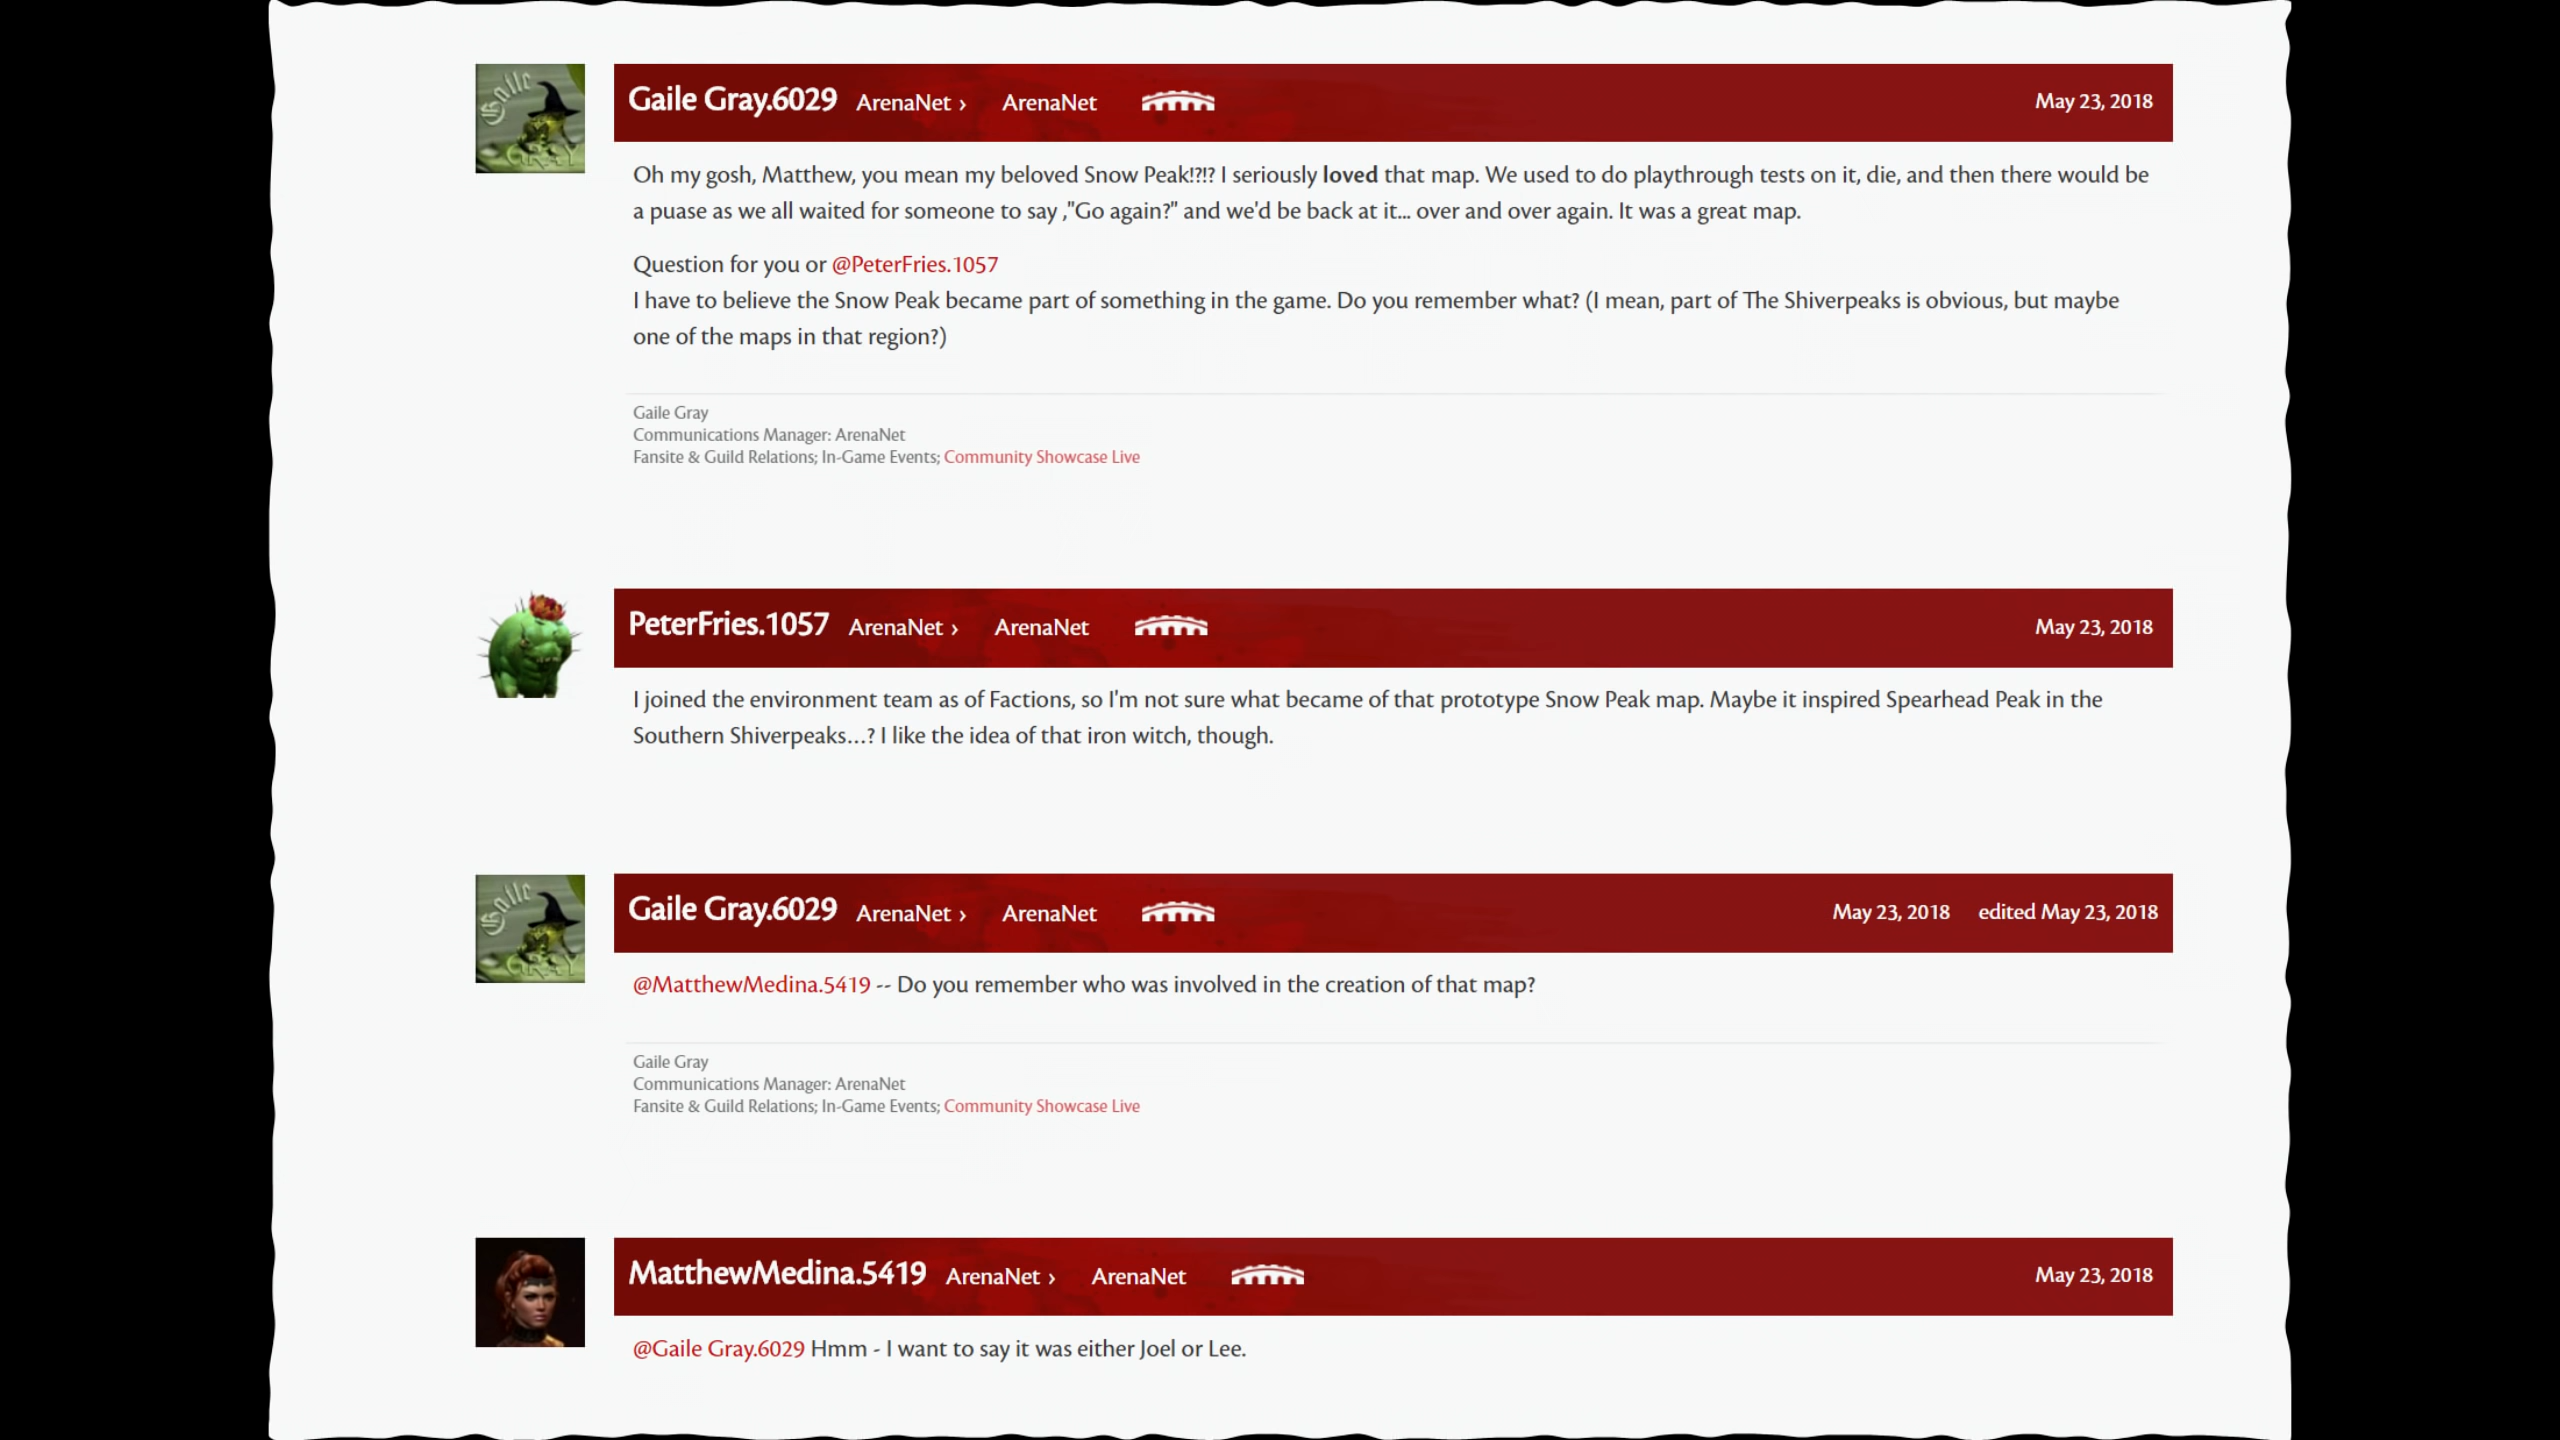 Gaile Gray.6029 ArenaNet › ArenaNet May 23, 2018
Oh my gosh, Matthew, you mean my beloved Snow Peak!?!? I seriously loved that map. We used to do playthrough tests on it, die, and then there would be
a puase as we all waited for someone to say ,"Go again?" and we'd be back at it... over and over again. It was a great map.
Question for you or @PeterFries.1057
I have to believe the Snow Peak became part of something in the game. Do you remember what? (I mean, part of The Shiverpeaks is obvious, but maybe
one of the maps in that region?)
Gaile Gray
Communications Manager: ArenaNet
Fansite & Guild Relations; In-Game Events; Community Showcase Live
PeterFries.1057 ArenaNet › ArenaNet May 23, 2018
I joined the environment team as of Factions, so I'm not sure what became of that prototype Snow Peak map. Maybe it inspired Spearhead Peak in the
Southern Shiverpeaks...? I like the idea of that iron witch, though.
Gaile Gray.6029 ArenaNet › ArenaNet May 23, 2018 edited May 23, 2018
@MatthewMedina.5419 -- Do you remember who was involved in the creation of that map?
Gaile Gray
Communications Manager: ArenaNet
Fansite & Guild Relations; In-Game Events; Community Showcase Live
MatthewMedina.5419 ArenaNet › ArenaNet May 23, 2018
@Gaile Gray.6029 Hmm - I want to say it was either Joel or Lee.
Gaile
GRAY
Gaile
GRAY